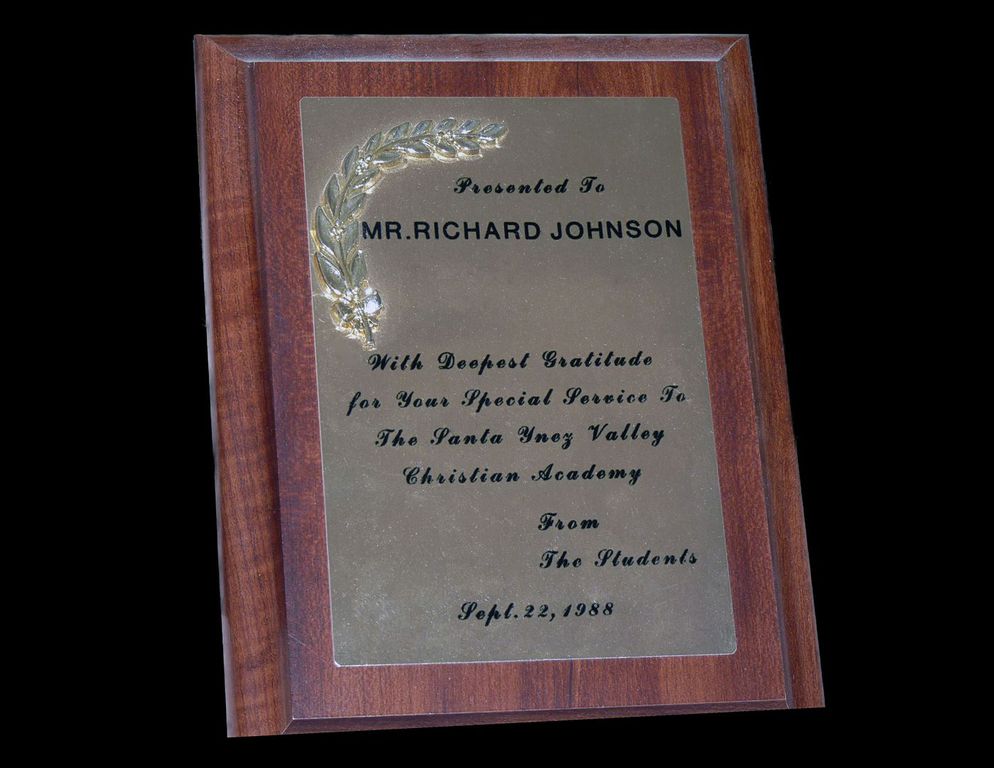 Presented To
MR.RICHARD JOHNSON
With Deepest Gratitude
for Your Special Service To
The Santa Ynez Valley
Christian Academy
From
The Students
Sept.22,1988